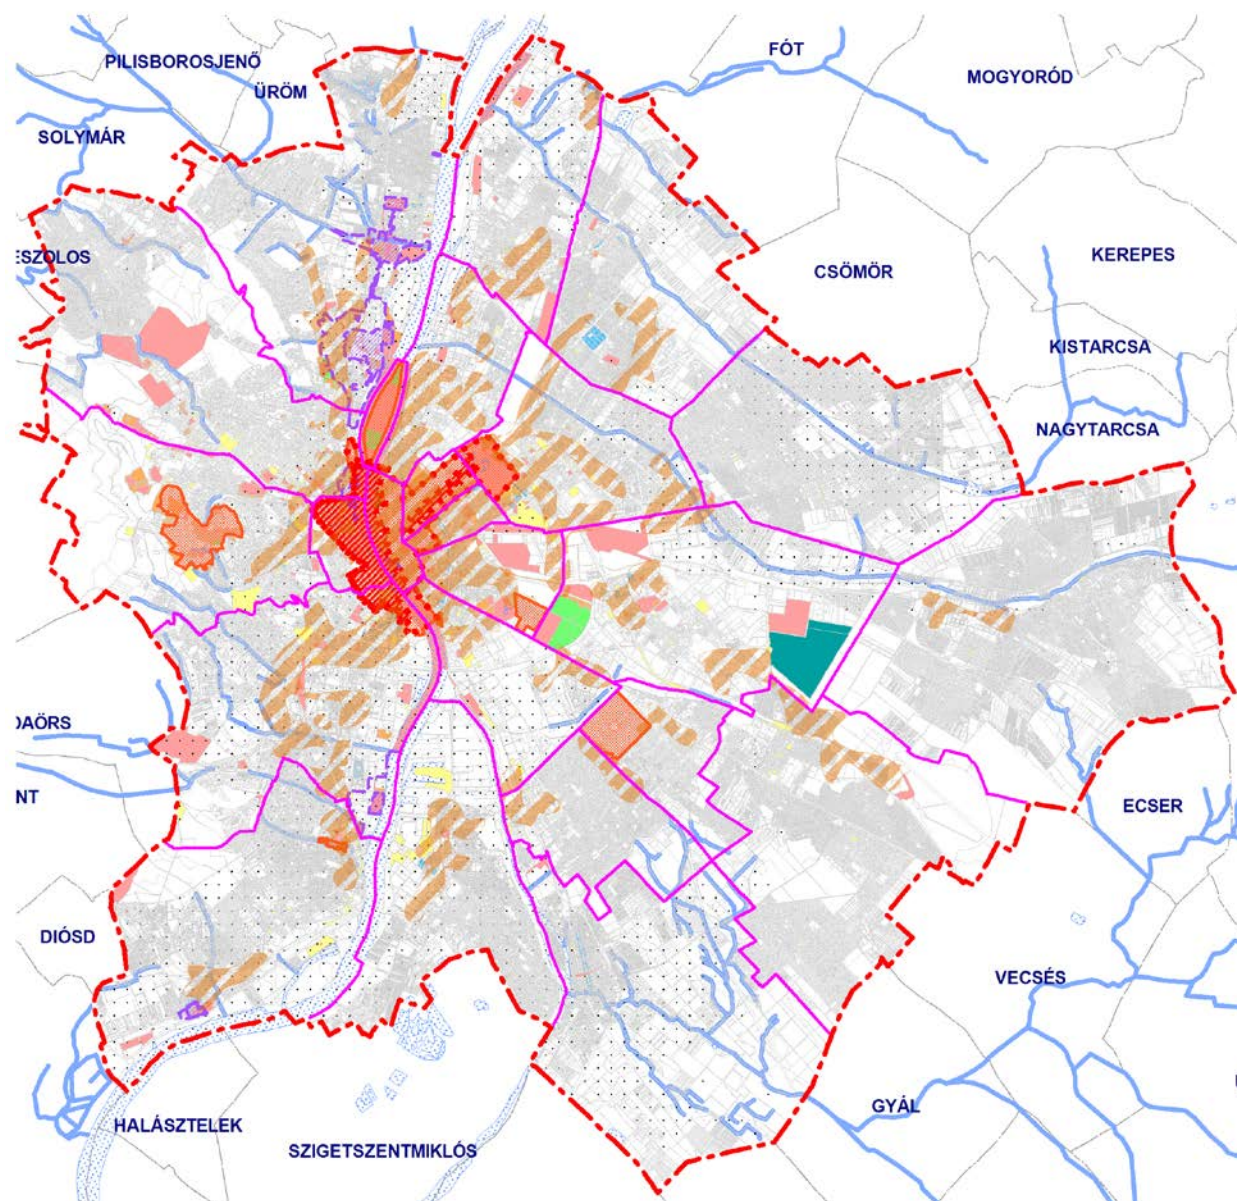 FÓT
PILISBOROSJENŐ
MOGYORÓD
ÜRÖM
SOLYMÁR
KEREPES
ESZOLOS
CSÖMÖR
KISTARCSA
NAGYTARCSA
DAÖRS
NT
ECSER
DIÓSD
VECSÉS
GYÁL
HALÁSZTELEK
SZIGETSZENTMIKLÓS